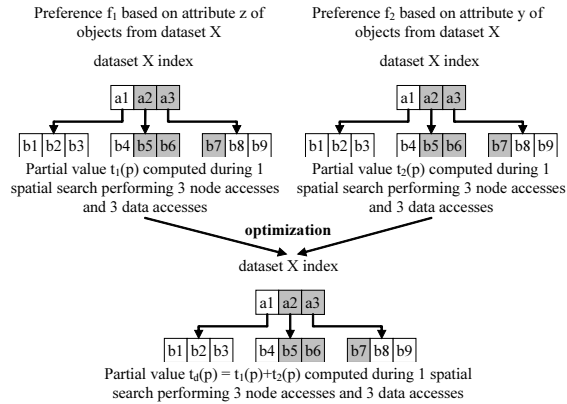 Preference f1 based on attribute z of
objects from dataset X
dataset X index
a1 a2 a3
b1 b2 b3 b4 b5 b6 b7 b8 b9
Partial value t1(p) computed during 1
spatial search performing 3 node accesses
and 3 data accesses
Preference f2 based on attribute y of
objects from dataset X
dataset X index
a1 a2 a3
b1 b2 b3 b4 b5 b6 b7 b8 b9
Partial value t2(p) computed during 1
spatial search performing 3 node accesses
and 3 data accesses
optimization
dataset X index
a1 a2 a3
b1 b2 b3 b4 b5 b6 b7 b8 b9
Partial value td(p) = t1(p)+t2(p) computed during 1 spatial
search performing 3 node accesses and 3 data accesses